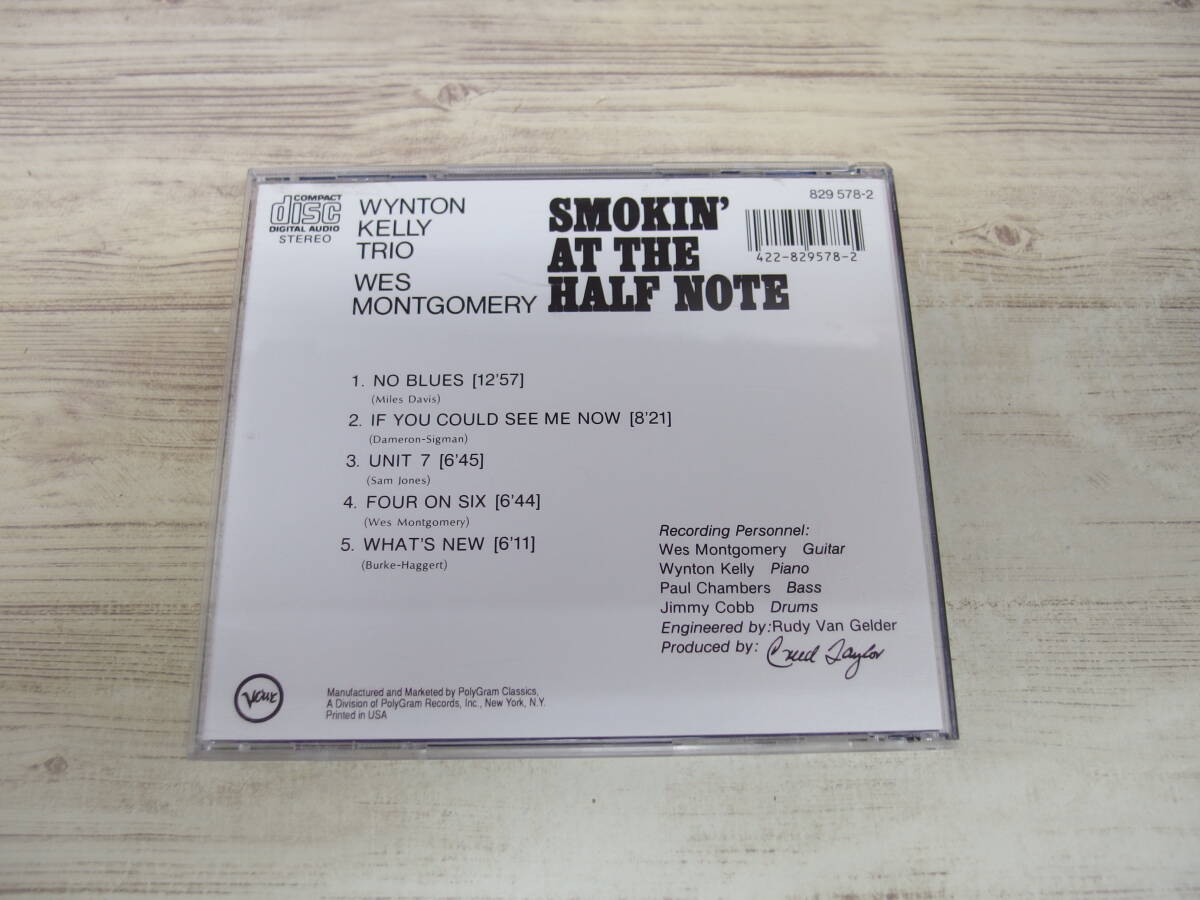 COMPACT
disc
DIGITAL AUDIO
STEREO
WYNTON
KELLY
TRIO
WES
MONTGOMERY
SMOKIN'
AT THE
HALF NOTE
829 578-2
422-829578-2
1. NO BLUES [12'57]
(Miles Davis)
2. IF YOU COULD SEE ME NOW [8'21]
(Dameron-Sigman)
3. UNIT 7 [6'45]
(Sam Jones)
4. FOUR ON SIX [6'44]
(Wes Montgomery)
5. WHAT'S NEW [6'11]
(Burke-Haggert)
Recording Personnel:
Wes Montgomery Guitar
Wynton Kelly Piano
Paul Chambers Bass
Jimmy Cobb Drums
Engineered by: Rudy Van Gelder
Produced by: Creed Taylor
Verve
Manufactured and Marketed by PolyGram Classics,
A Division of PolyGram Records, Inc., New York, N.Y.
Printed in USA